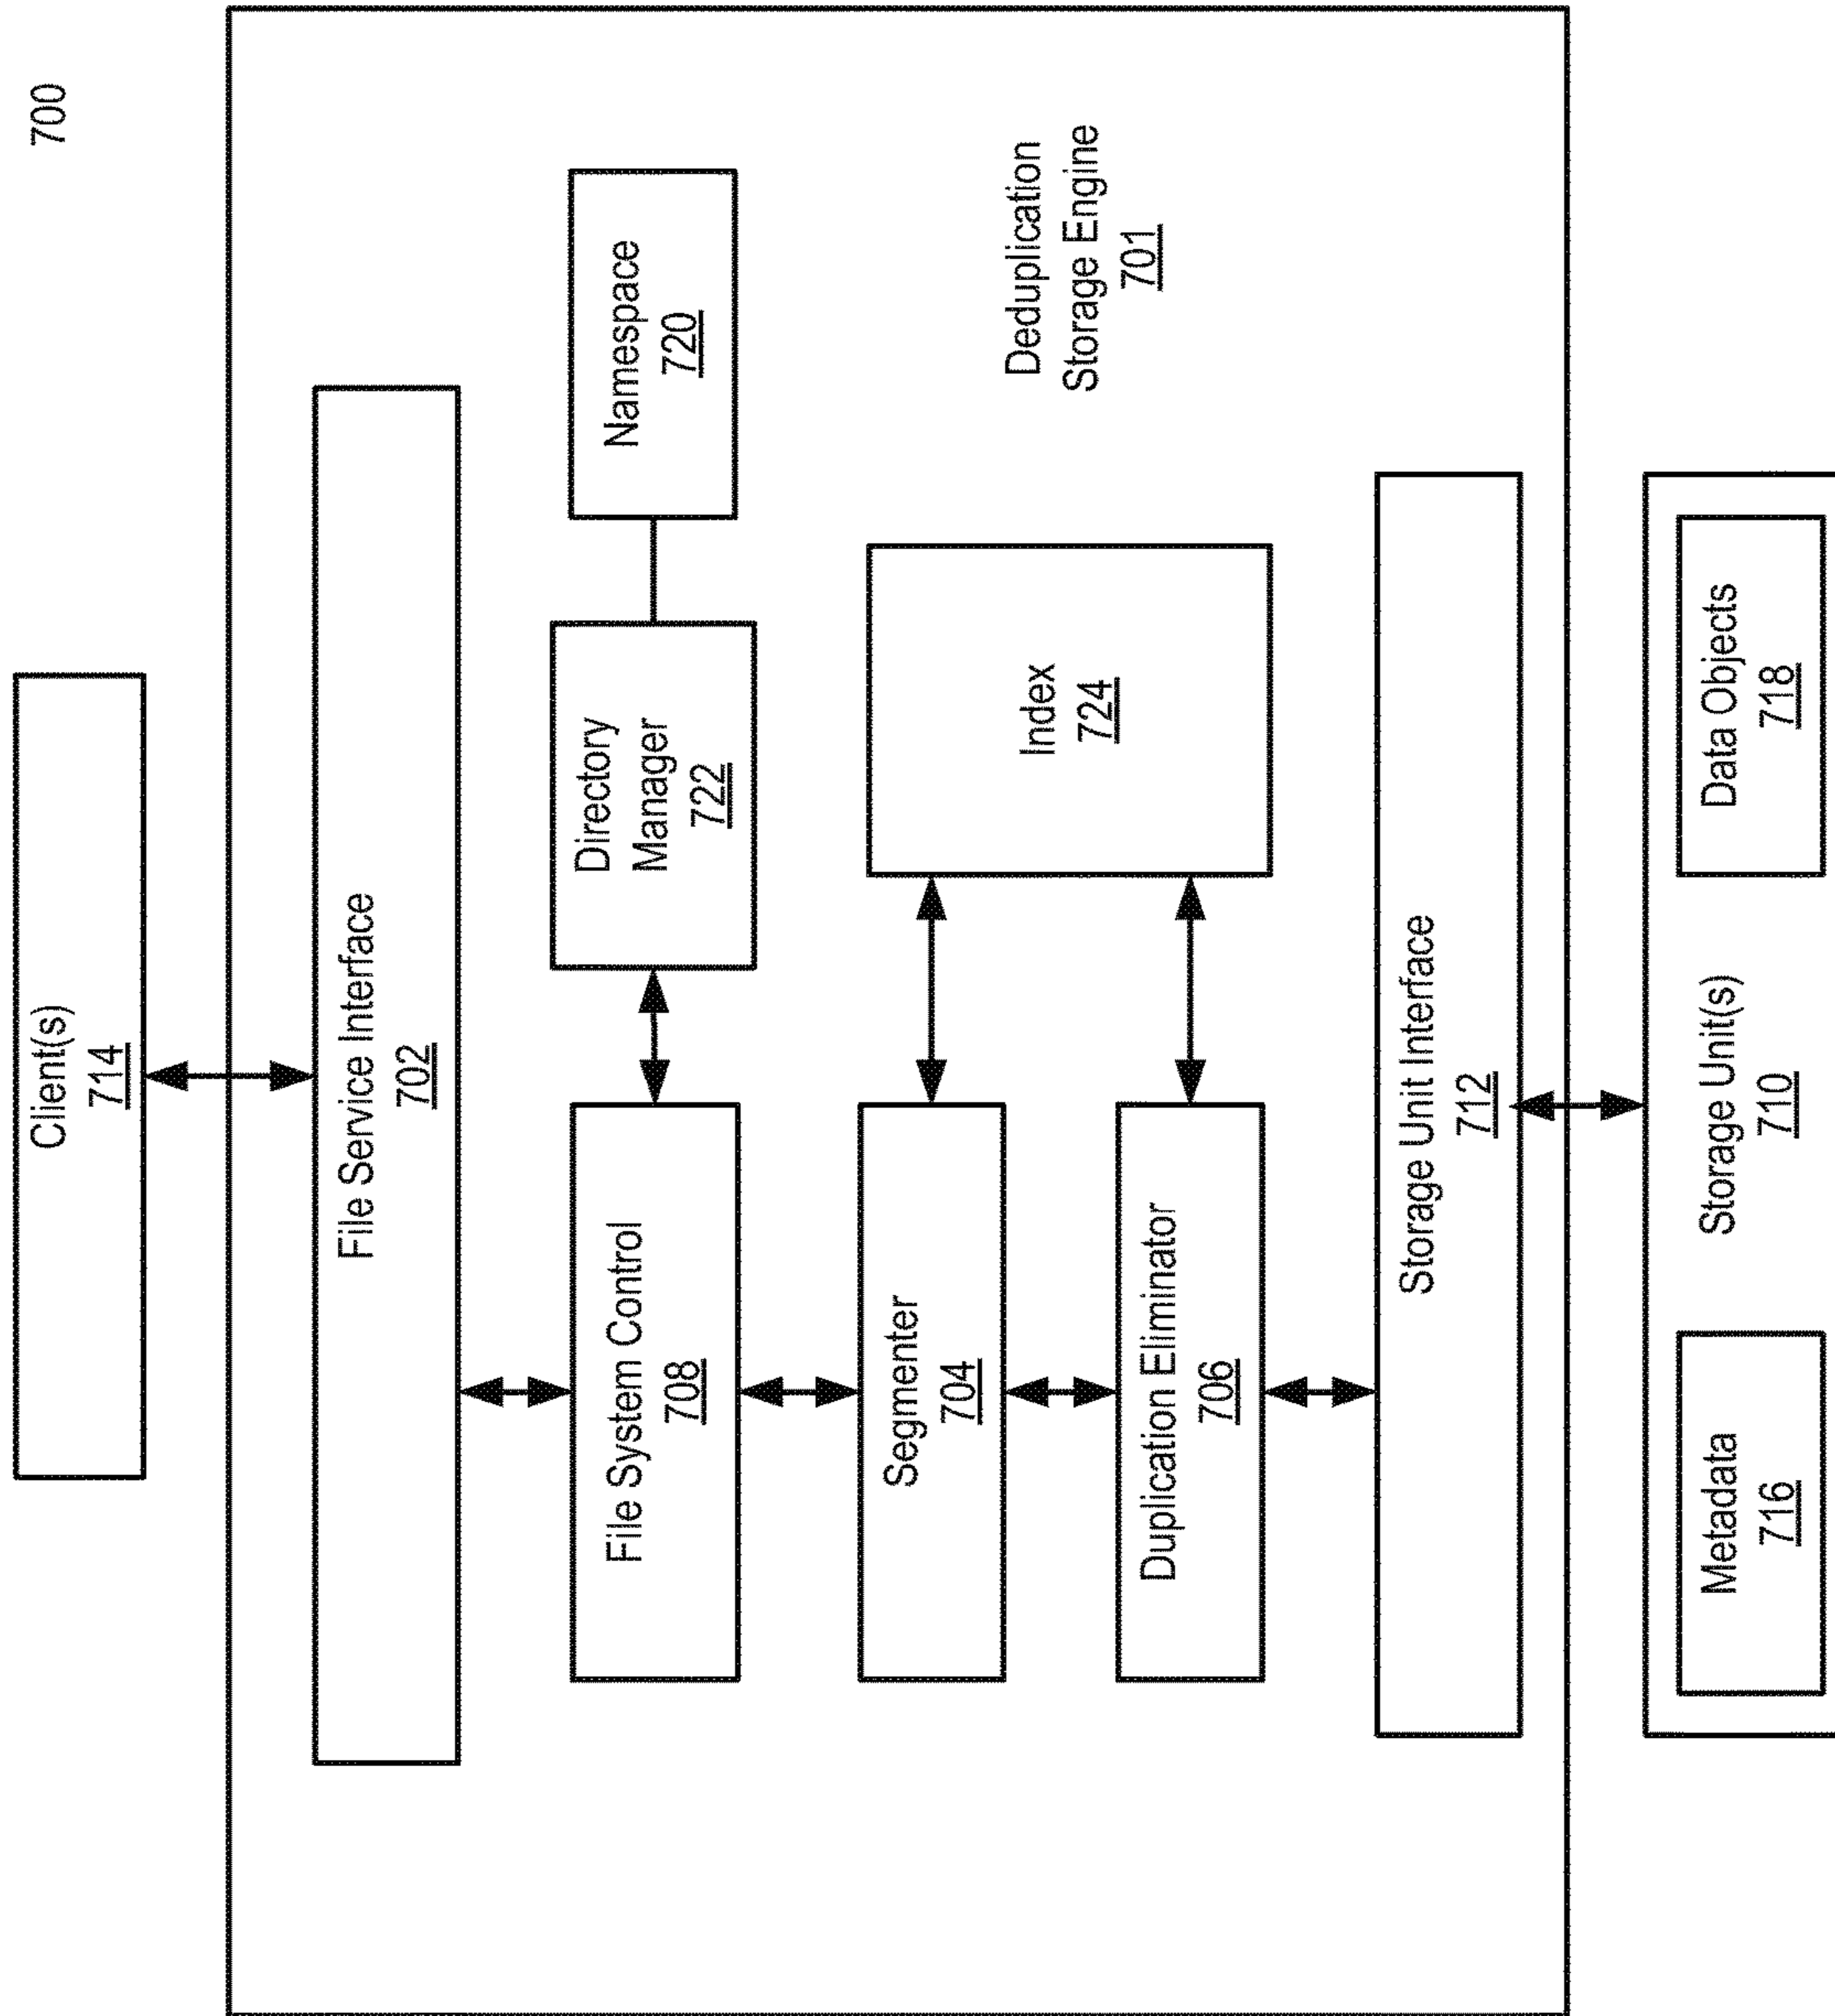 700
Client(s)
714
File Service Interface
702
File System Control
708
Directory
Manager
722
Namespace
720
Segmenter
704
Index
724
Duplication Eliminator
706
Deduplication
Storage Engine
701
Storage Unit Interface
712
Metadata
716
Storage Unit(s)
710
Data Objects
718